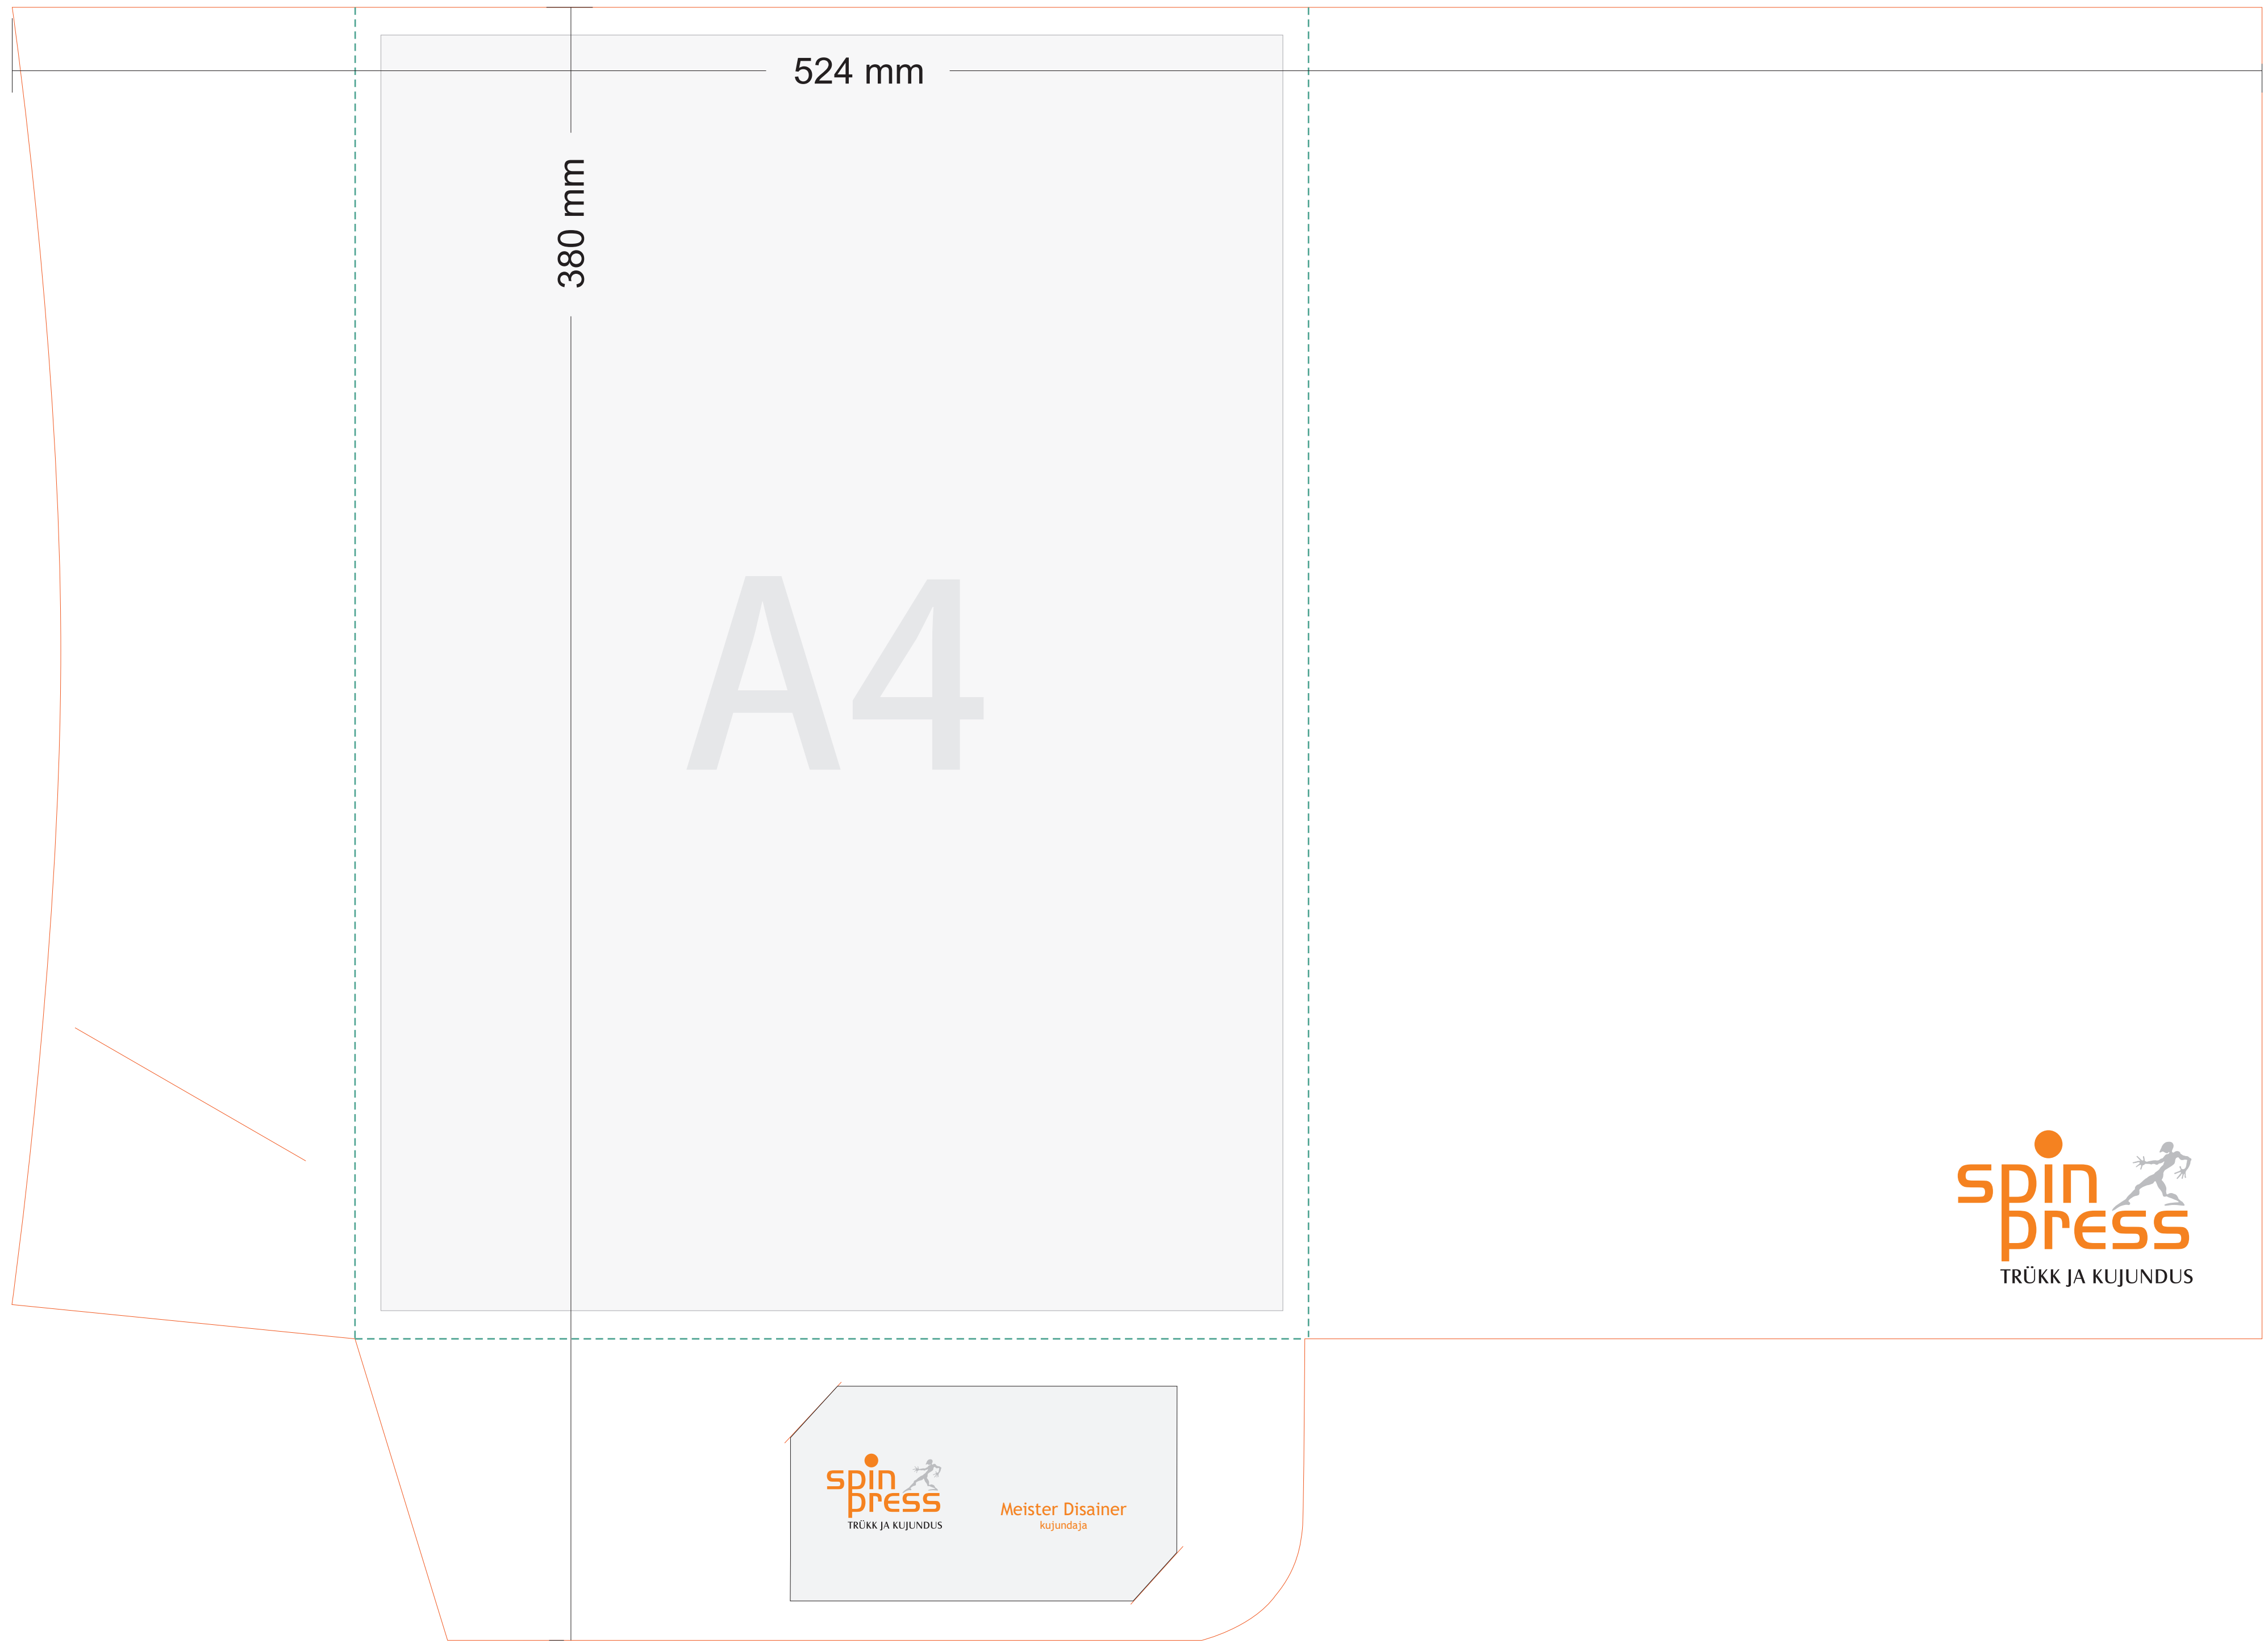 524 mm
380 mm
A4
spin
press
TRÜKK JA KUJUNDUS
spin
press
TRÜKK JA KUJUNDUS
Meister Disainer
kujundaja